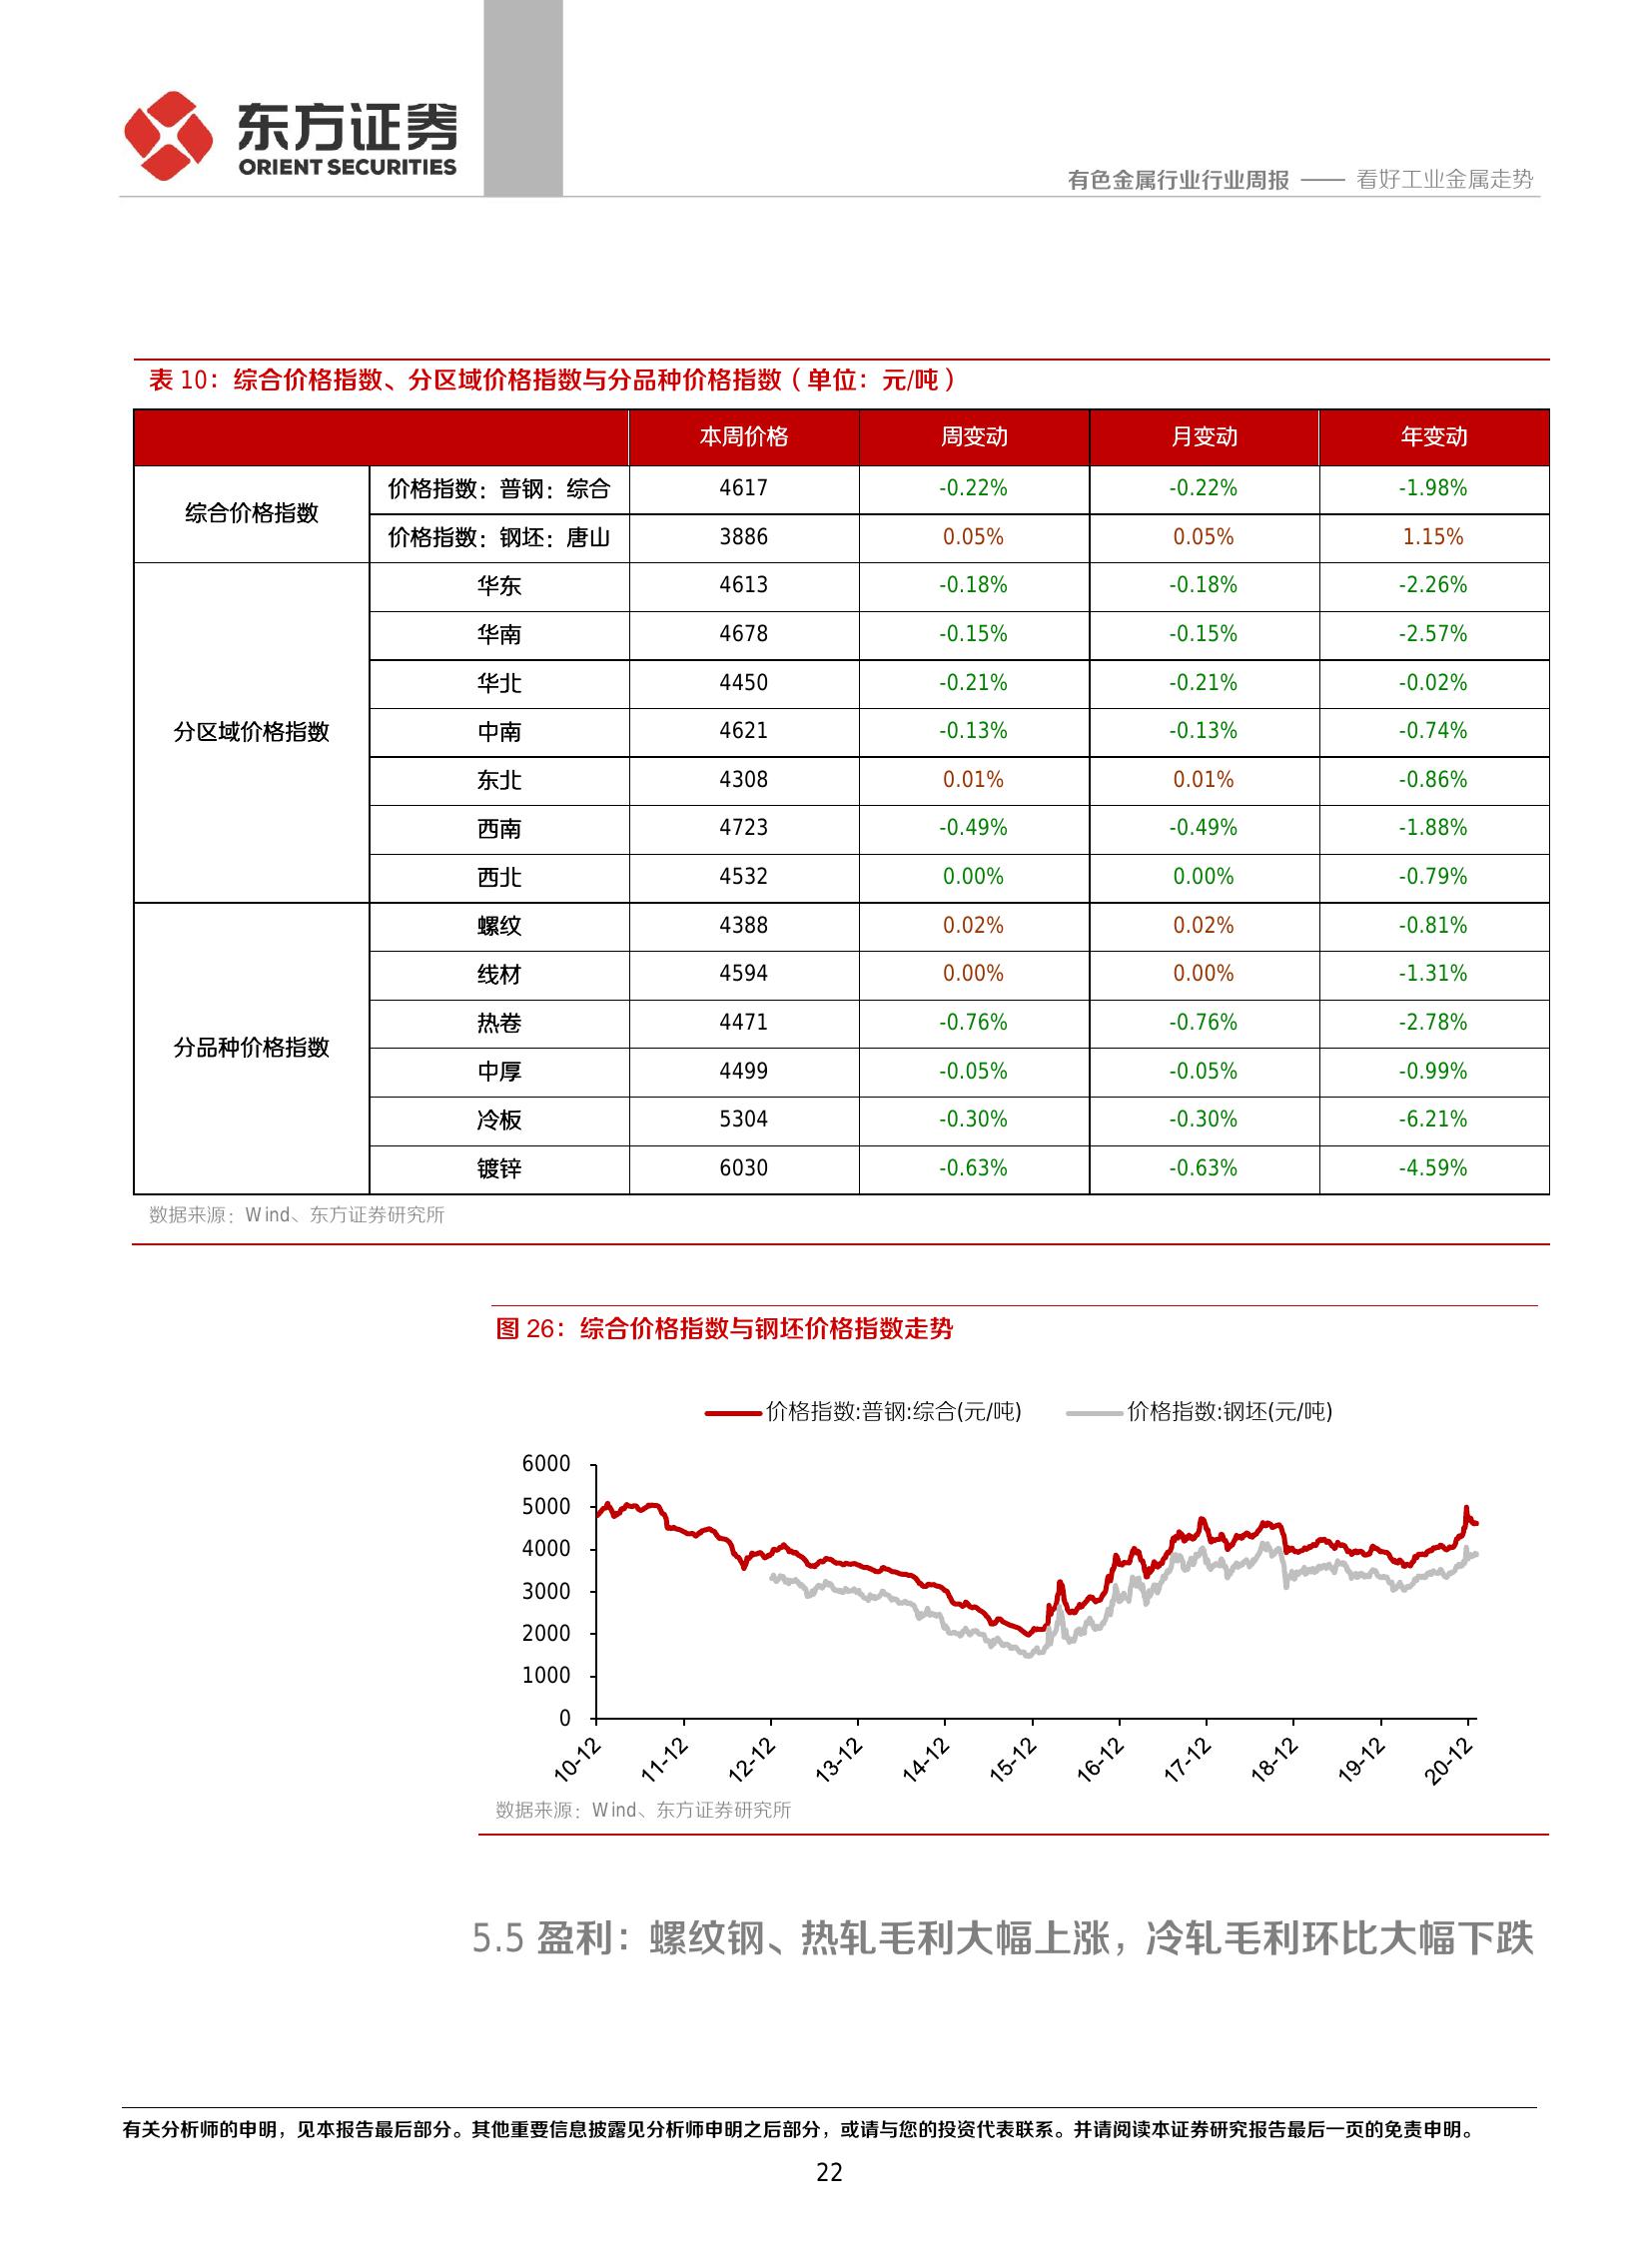 东方证券
ORIENT SECURITIES
有色金属行业行业周报 —— 看好工业金属走势
表 10：综合价格指数、分区域价格指数与分品种价格指数（单位：元/吨）
本周价格 周变动 月变动 年变动
综合价格指数
价格指数：普钢：综合 4617 -0.22% -0.22% -1.98%
价格指数：钢坯：唐山 3886 0.05% 0.05% 1.15%
分区域价格指数
华东 4613 -0.18% -0.18% -2.26%
华南 4678 -0.15% -0.15% -2.57%
华北 4450 -0.21% -0.21% -0.02%
中南 4621 -0.13% -0.13% -0.74%
东北 4308 0.01% 0.01% -0.86%
西南 4723 -0.49% -0.49% -1.88%
西北 4532 0.00% 0.00% -0.79%
分品种价格指数
螺纹 4388 0.02% 0.02% -0.81%
线材 4594 0.00% 0.00% -1.31%
热卷 4471 -0.76% -0.76% -2.78%
中厚 4499 -0.05% -0.05% -0.99%
冷板 5304 -0.30% -0.30% -6.21%
镀锌 6030 -0.63% -0.63% -4.59%
数据来源：Wind、东方证券研究所
图 26：综合价格指数与钢坯价格指数走势
价格指数:普钢:综合(元/吨) 价格指数:钢坯(元/吨)
6000
5000
4000
3000
2000
1000
0
10-12 11-12 12-12 13-12 14-12 15-12 16-12 17-12 18-12 19-12 20-12
数据来源：Wind、东方证券研究所
5.5 盈利：螺纹钢、热轧毛利大幅上涨，冷轧毛利环比大幅下跌
有关分析师的申明，见本报告最后部分。其他重要信息披露见分析师申明之后部分，或请与您的投资代表联系。并请阅读本证券研究报告最后一页的免责申明。
22